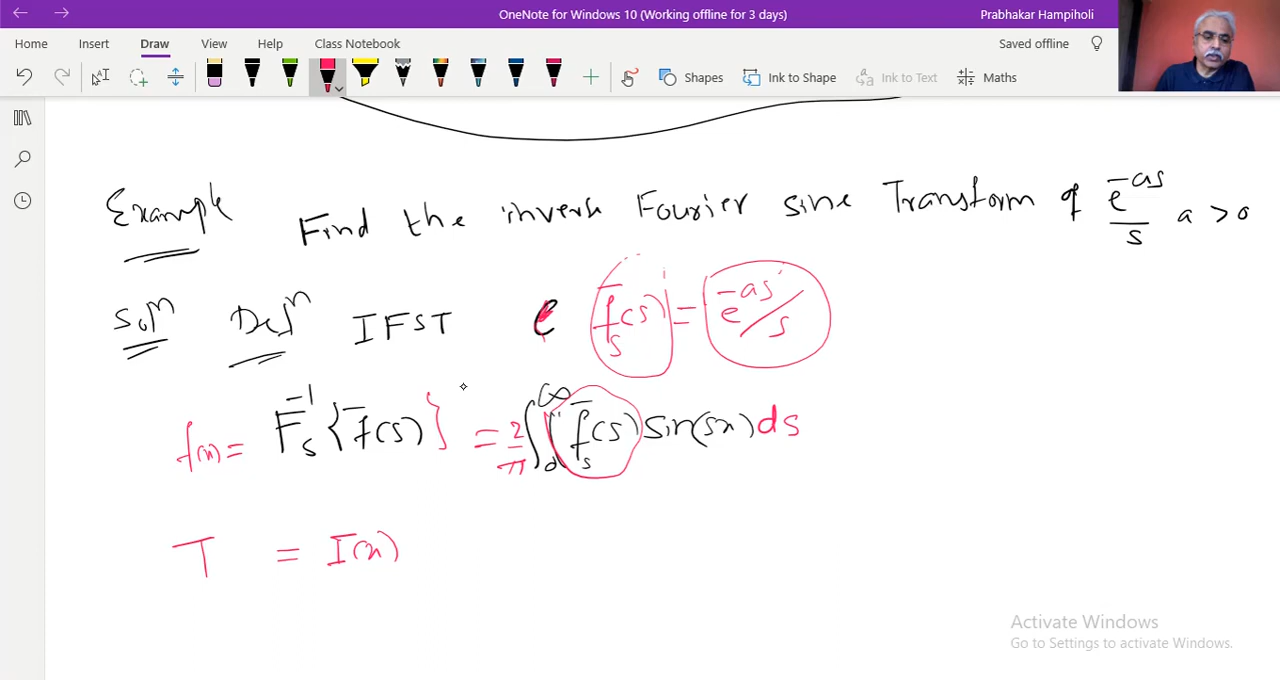 OneNote for Windows 10 (Working offline for 3 days)
Prabhakar Hampiholi
Home Insert Draw View Help Class Notebook Saved offline
Shapes Ink to Shape Ink to Text Maths
Example Find the inverse Fourier sine Transform of e^{-as}/s a > 0
Solⁿ Defⁿ IFST f̄_s(s) = e^{-as}/s
f(x) = F_s^{-1} { f̄(s) } = 2/π ∫_0^∞ f̄_s(s) sin(sx) ds
T = I(x)
Activate Windows
Go to Settings to activate Windows.